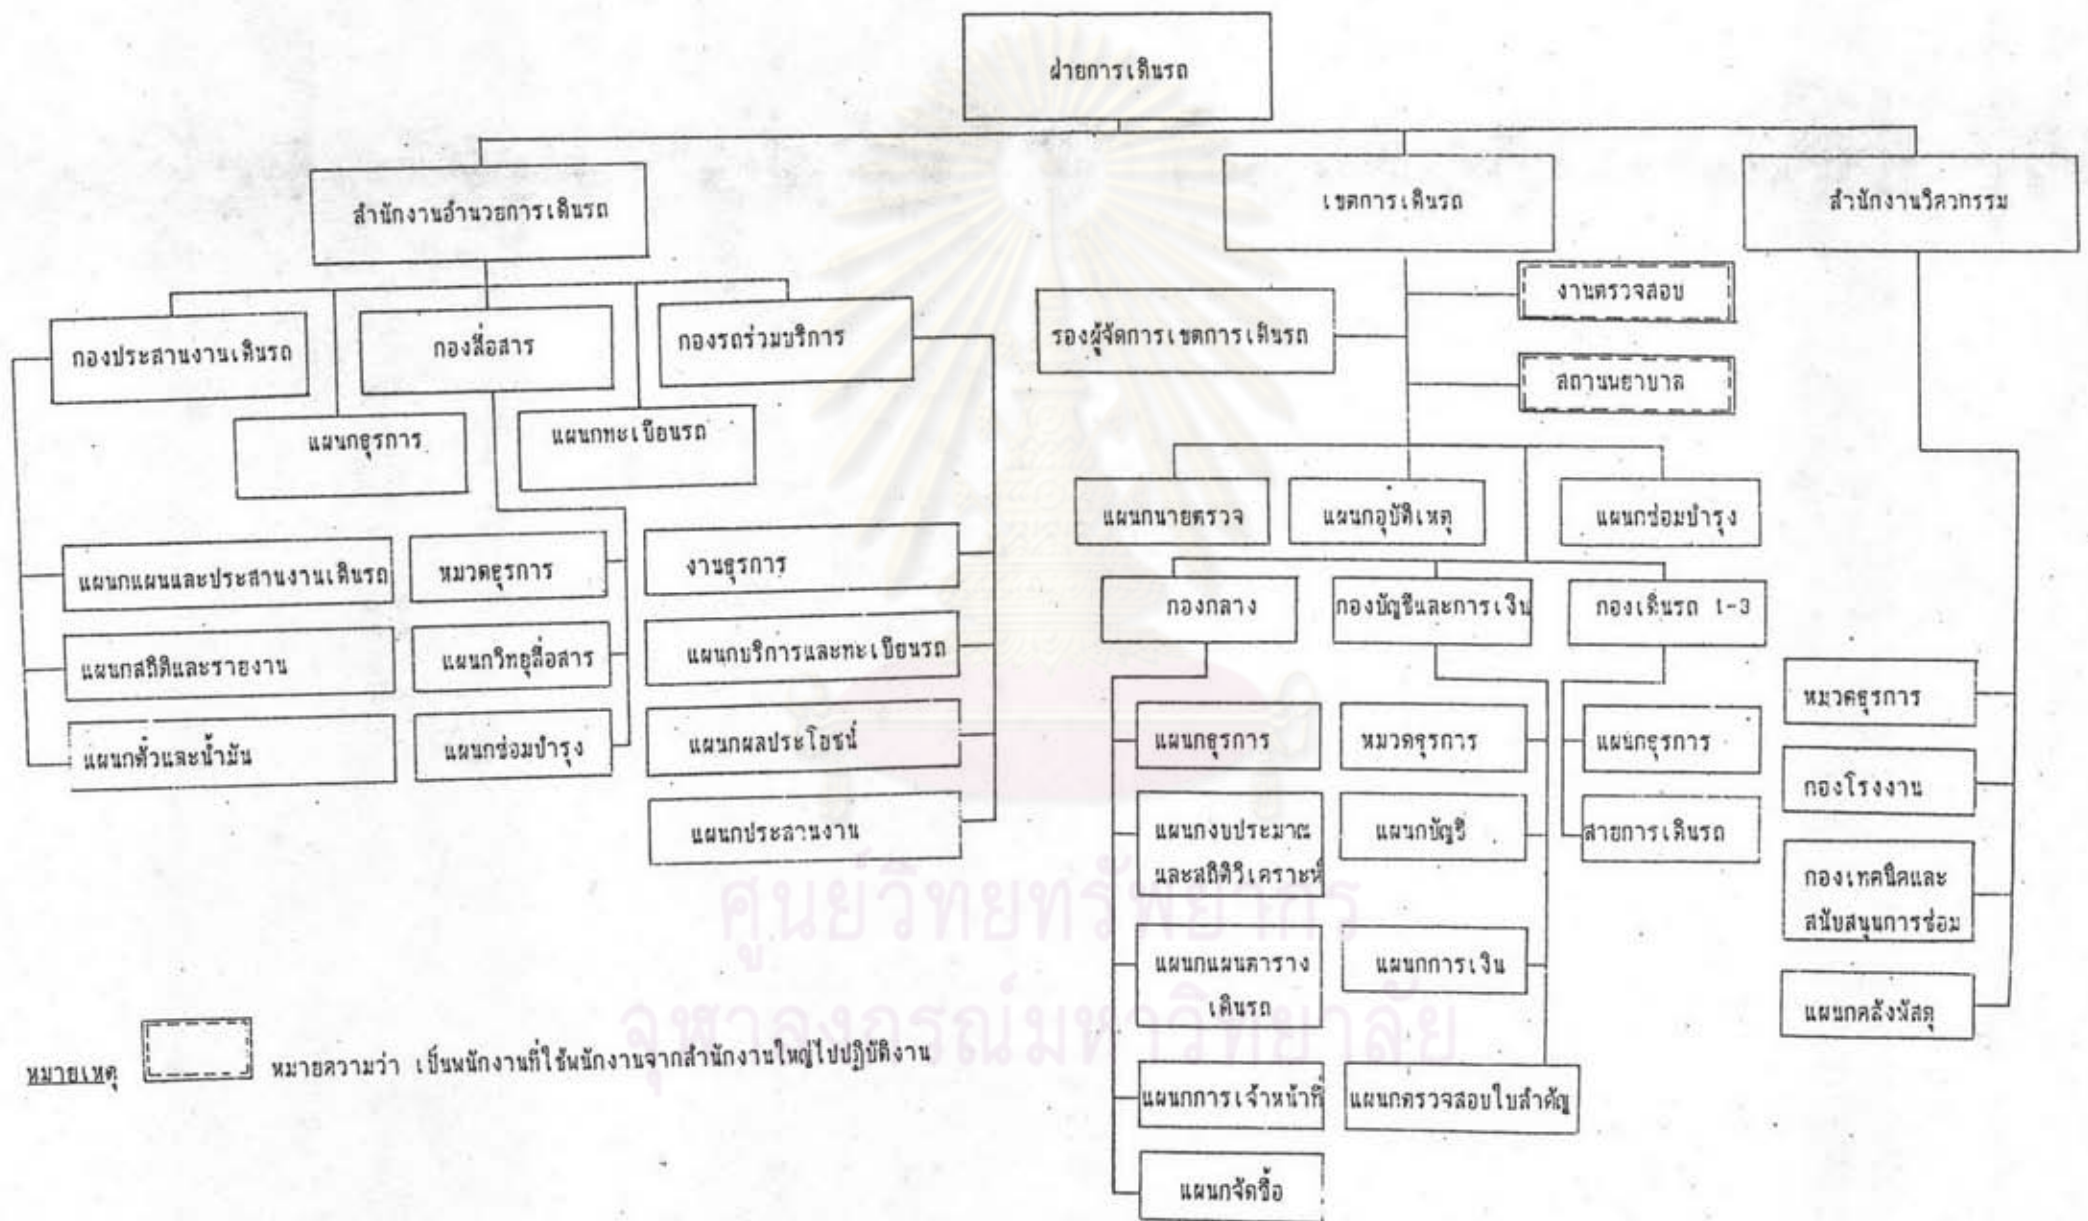 ฝ่ายการเดินรถ
สำนักงานอำนวยการเดินรถ
เขตการเดินรถ
สำนักงานวิศวกรรม
งานตรวจสอบ
รองผู้จัดการเขตการเดินรถ
สถานพยาบาล
กองประสานงานเดินรถ
กองสื่อสาร
กองรถร่วมบริการ
แผนกธุรการ
แผนกทะเบียนรถ
แผนกนายตรวจ
แผนกอุบัติเหตุ
แผนกซ่อมบำรุง
แผนกแผนและประสานงานเดินรถ
หมวดธุรการ
งานธุรการ
กองกลาง
กองบัญชีและการเงิน
กองเดินรถ 1-3
แผนกสถิติและรายงาน
แผนกวิทยุสื่อสาร
แผนกบริการและทะเบียนรถ
แผนกตั๋วและน้ำมัน
แผนกซ่อมบำรุง
แผนกผลประโยชน์
แผนกประสานงาน
แผนกธุรการ
หมวดธุรการ
แผนกธุรการ
หมวดธุรการ
กองโรงงาน
แผนกงบประมาณ
และสถิติวิเคราะห์
แผนกบัญชี
สายการเดินรถ
กองเทคนิคและ
สนับสนุนการซ่อม
แผนกแผนตาราง
เดินรถ
แผนกการเงิน
แผนกคลังพัสดุ
แผนกการเจ้าหน้าที่
แผนกตรวจสอบใบสำคัญ
แผนกจัดซื้อ
หมายเหตุ หมายความว่า เป็นพนักงานที่ใช้พนักงานจากสำนักงานใหญ่ไปปฏิบัติงาน
ศูนย์วิทยทรัพยากร
จุฬาลงกรณ์มหาวิทยาลัย